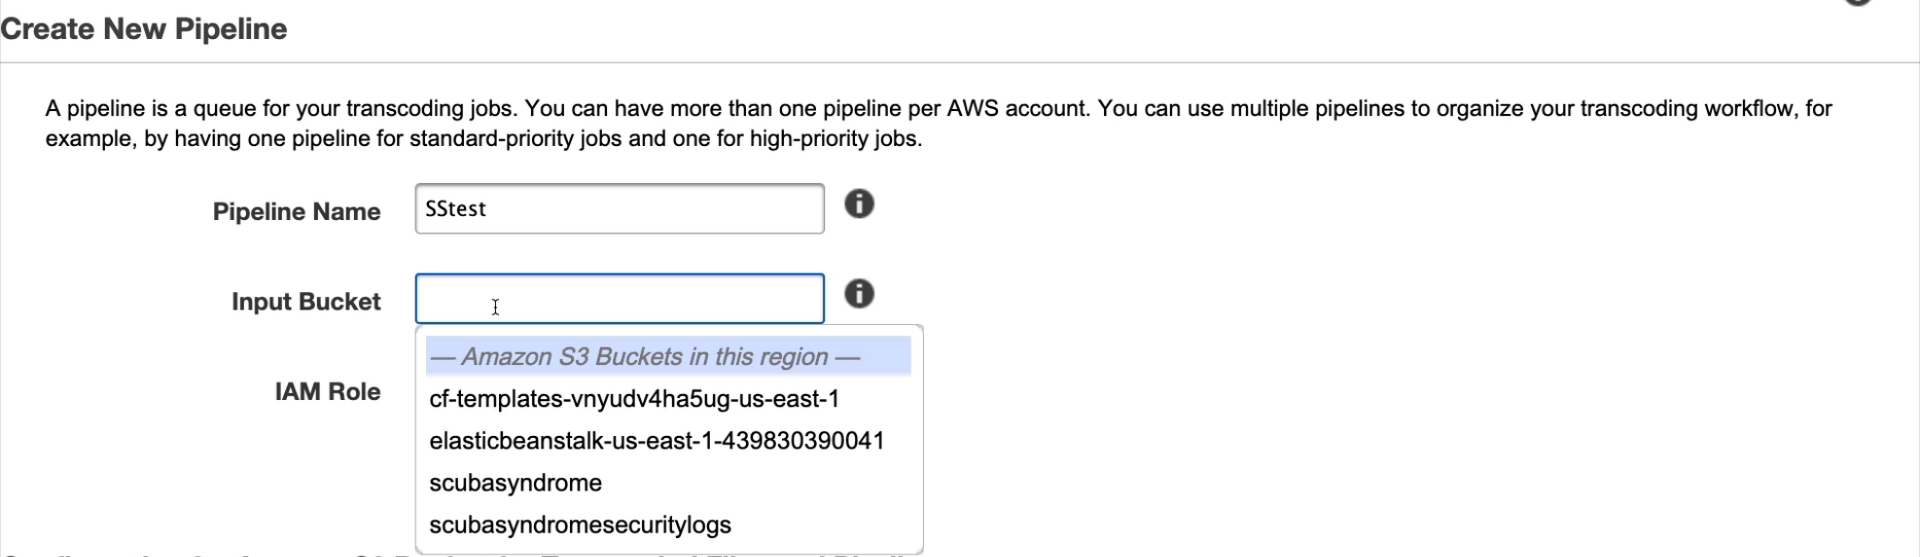 Create New Pipeline
A pipeline is a queue for your transcoding jobs. You can have more than one pipeline per AWS account. You can use multiple pipelines to organize your transcoding workflow, for
example, by having one pipeline for standard-priority jobs and one for high-priority jobs.
Pipeline Name SStest
Input Bucket
— Amazon S3 Buckets in this region —
IAM Role
cf-templates-vnyudv4ha5ug-us-east-1
elasticbeanstalk-us-east-1-439830390041
scubasyndrome
scubasyndromesecuritylogs